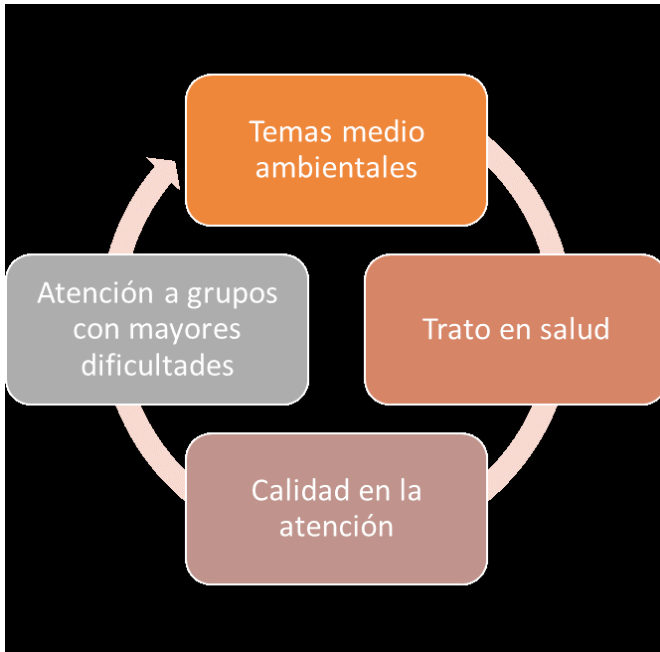 Temas medio
ambientales
Trato en salud
Calidad en la
atención
Atención a grupos
con mayores
dificultades